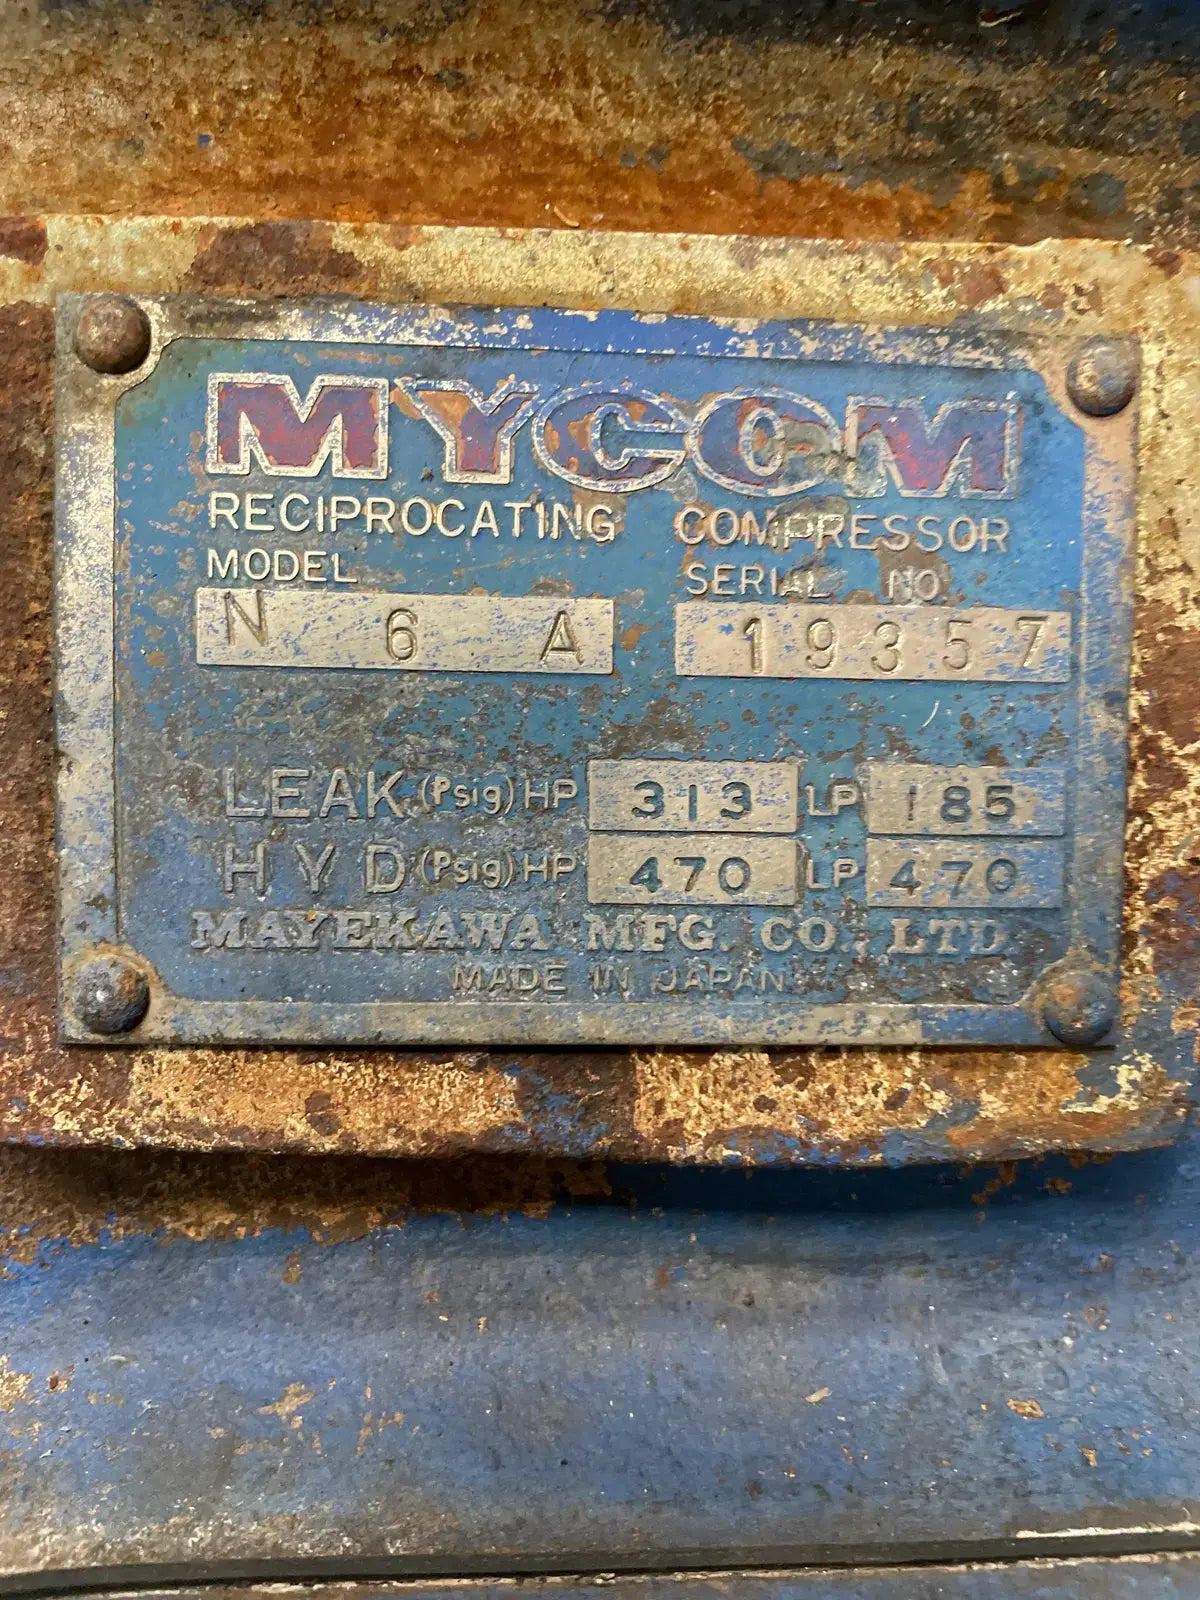 MYCOM
RECIPROCATING COMPRESSOR
MODEL SERIAL NO.
N 6 A 19357
LEAK (Psig) HP 313 LP 185
HYD (Psig) HP 470 LP 470
MAYEKAWA MFG. CO., LTD
MADE IN JAPAN